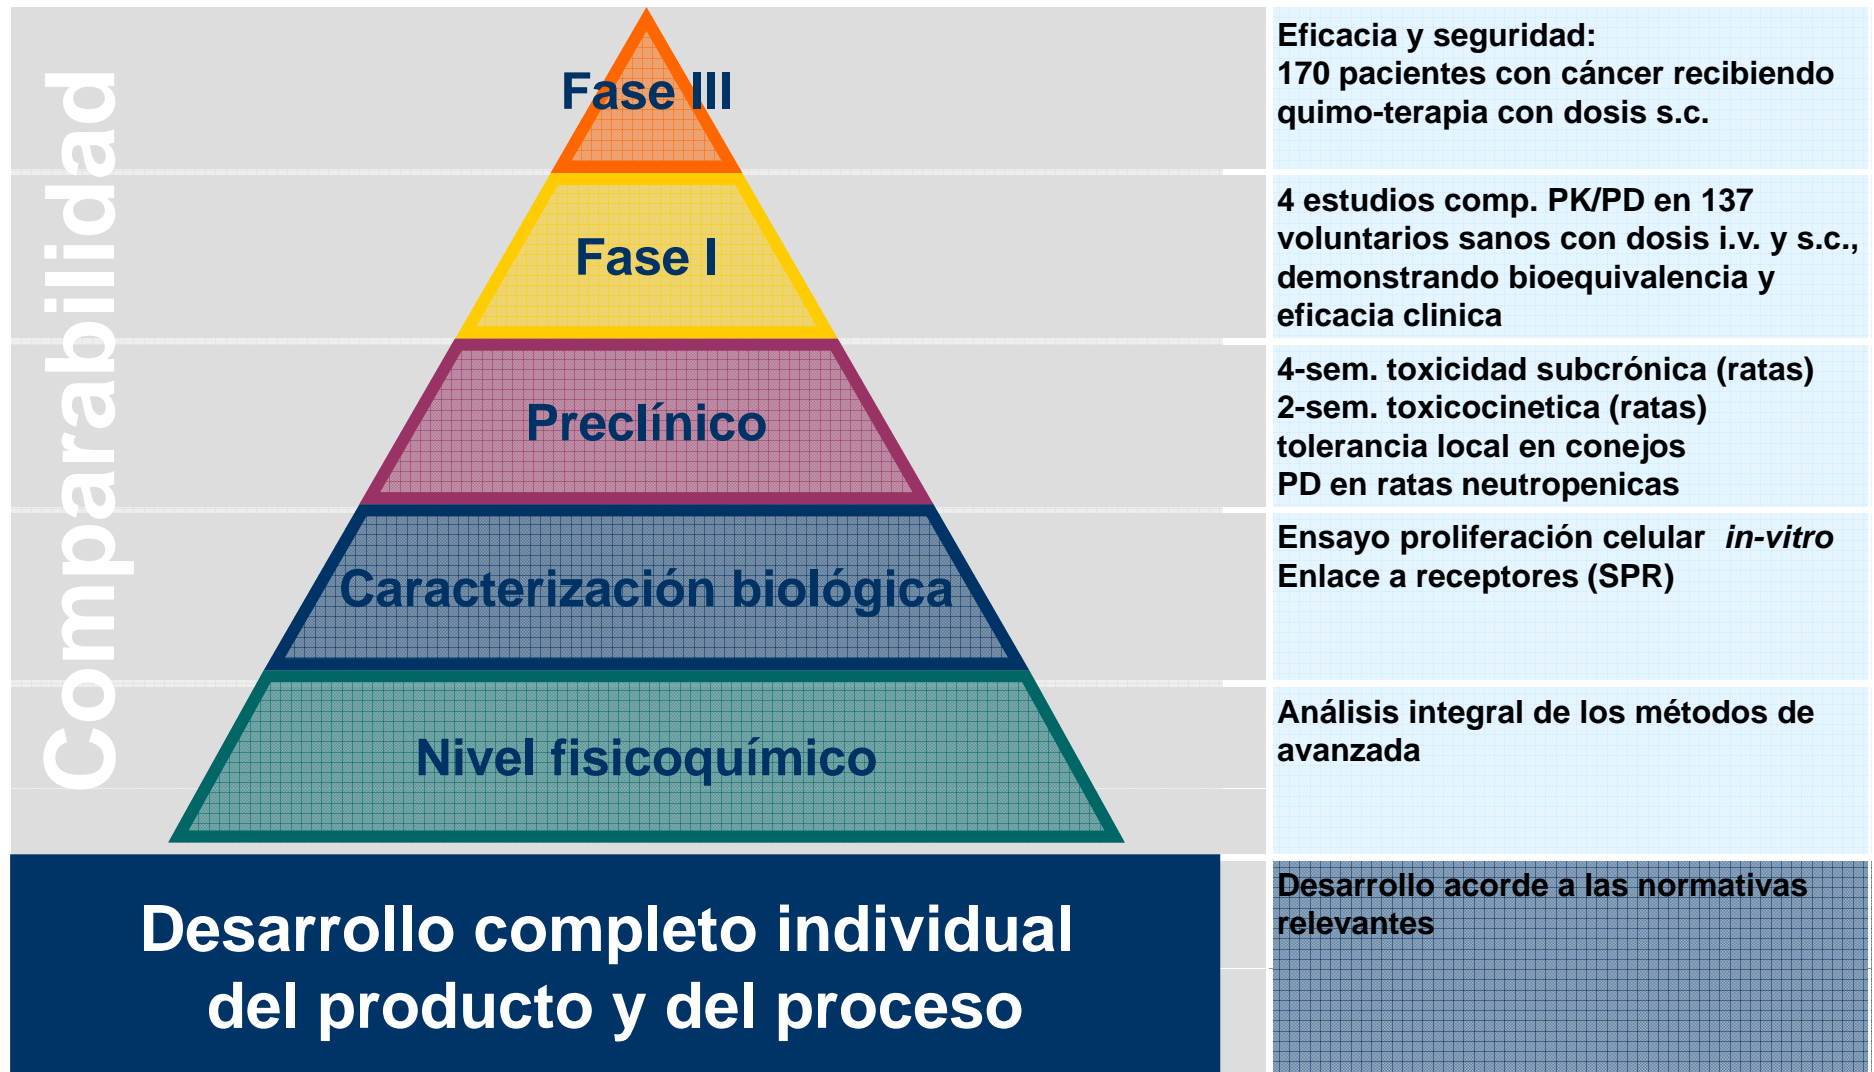 Comparabilidad
Fase III
Eficacia y seguridad:
170 pacientes con cáncer recibiendo
quimo-terapia con dosis s.c.
Fase I
4 estudios comp. PK/PD en 137
voluntarios sanos con dosis i.v. y s.c.,
demonstrando bioequivalencia y
eficacia clinica
Preclínico
4-sem. toxicidad subcrónica (ratas)
2-sem. toxicocinetica (ratas)
tolerancia local en conejos
PD en ratas neutropenicas
Caracterización biológica
Ensayo proliferación celular in-vitro
Enlace a receptores (SPR)
Nivel fisicoquímico
Análisis integral de los métodos de
avanzada
Desarrollo completo individual
del producto y del proceso
Desarrollo acorde a las normativas
relevantes